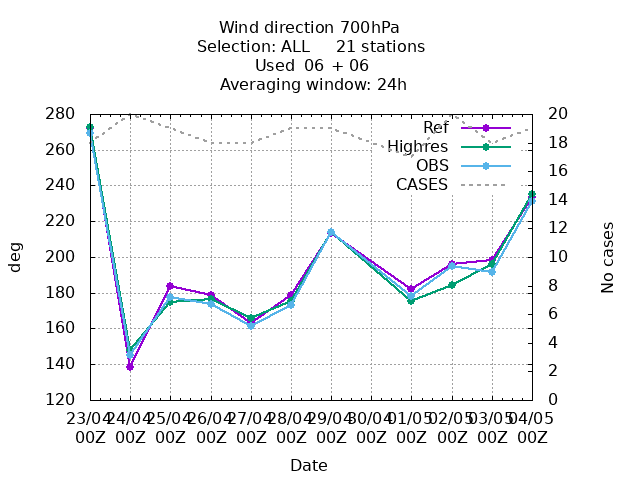 Wind direction 700hPa
Selection: ALL 21 stations
Used 06 + 06
Averaging window: 24h
280 20
Ref
260 18
Highres
OBS
240 16
CASES
220 14
200 12
180 10
160 8
140 6
120 4
2
0
deg
No cases
23/04 24/04 25/04 26/04 27/04 28/04 29/04 30/04 01/05 02/05 03/05 04/05
00Z 00Z 00Z 00Z 00Z 00Z 00Z 00Z 00Z 00Z 00Z 00Z
Date